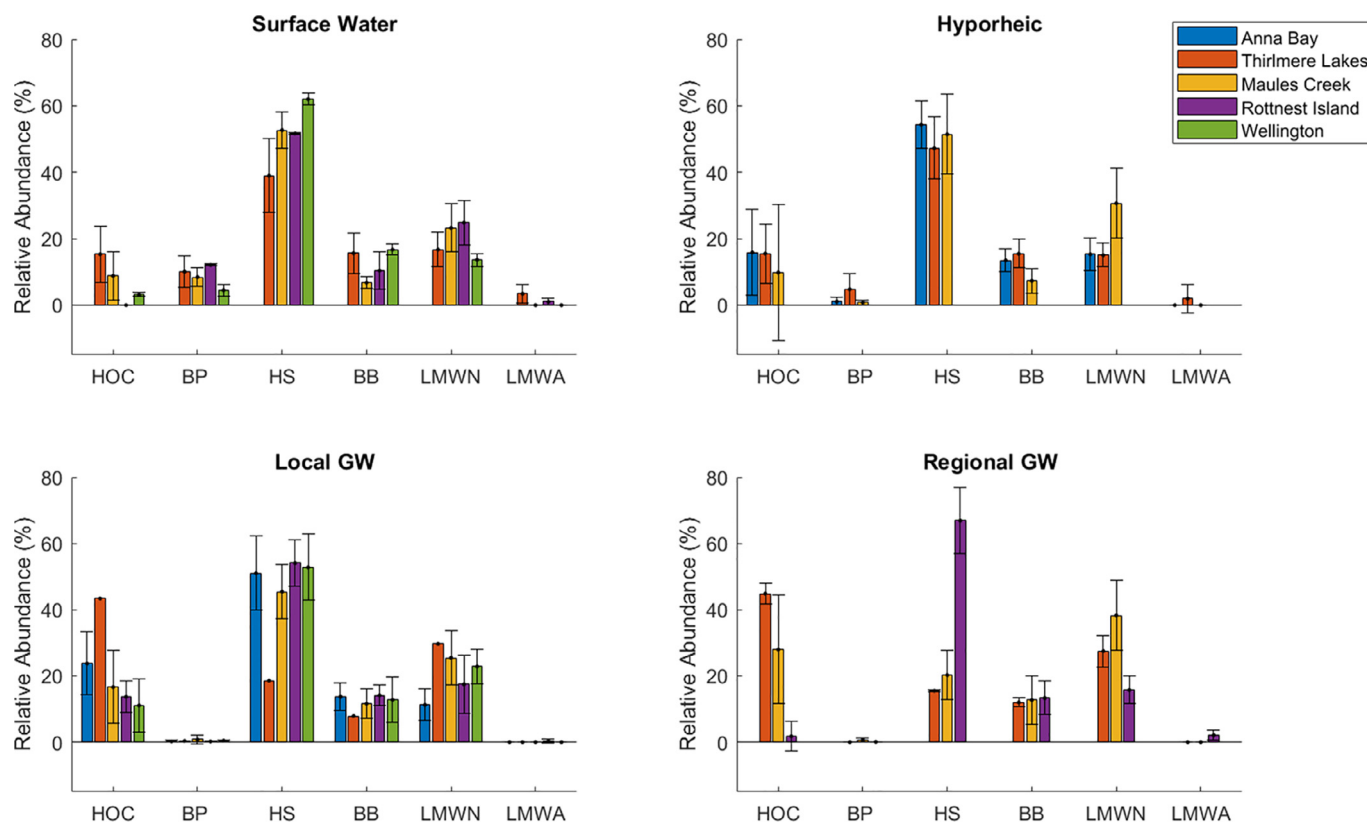 Surface Water
Relative Abundance (%)
80
60
40
20
0
HOC BP HS BB LMWN LMWA
Hyporheic
Relative Abundance (%)
80
60
40
20
0
HOC BP HS BB LMWN LMWA
Anna Bay
Thirlmere Lakes
Maules Creek
Rottnest Island
Wellington
Local GW
Relative Abundance (%)
80
60
40
20
0
HOC BP HS BB LMWN LMWA
Regional GW
Relative Abundance (%)
80
60
40
20
0
HOC BP HS BB LMWN LMWA